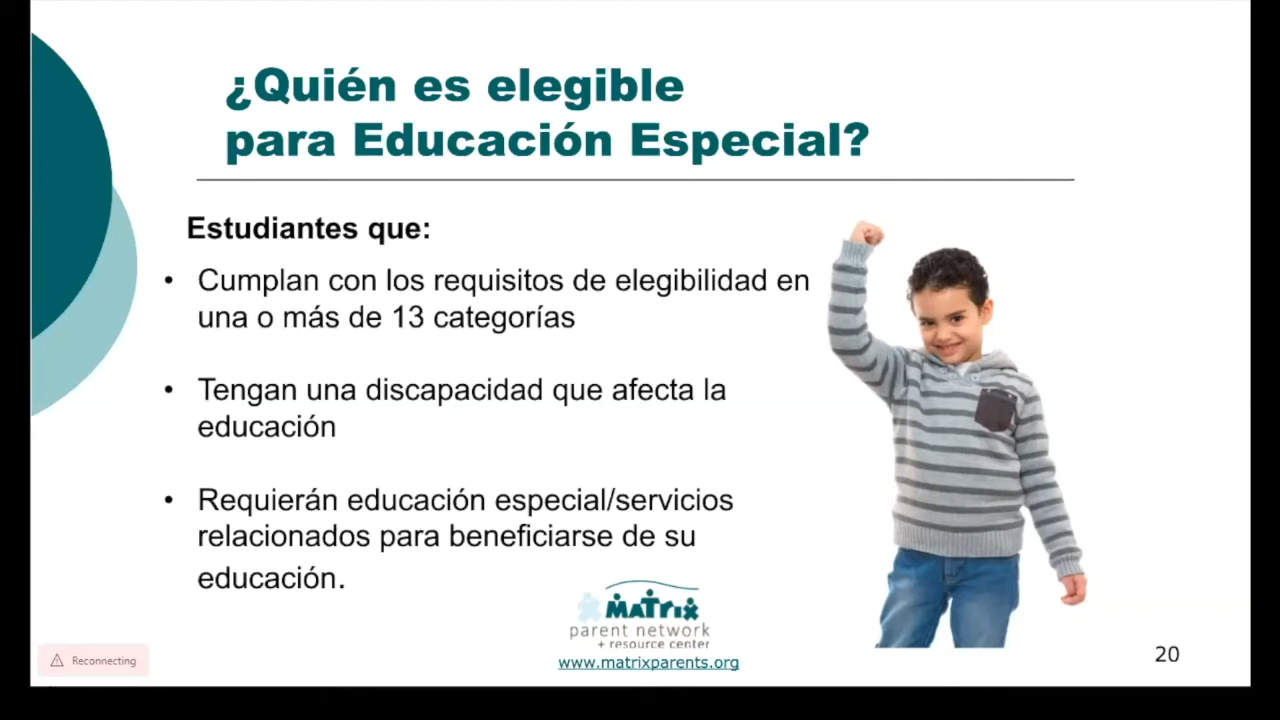 ¿Quién es elegible
para Educación Especial?
Estudiantes que:
• Cumplan con los requisitos de elegibilidad en
una o más de 13 categorías
• Tengan una discapacidad que afecta la
educación
• Requierán educación especial/servicios
relacionados para beneficiarse de su
educación.
MATRIX
parent network
+ resource center
www.matrixparents.org
Reconnecting
20